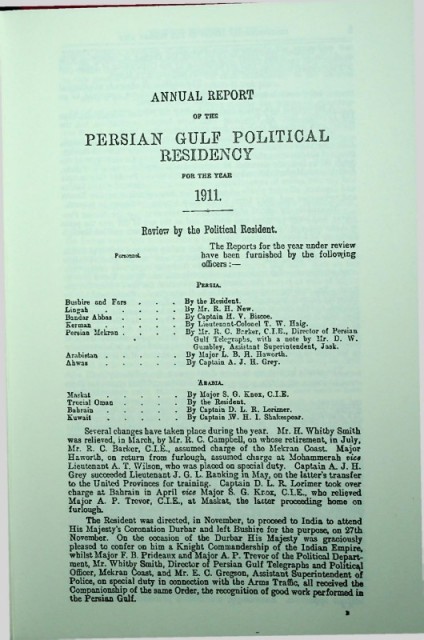 ANNUAL REPORT
OF THE
PERSIAN GULF POLITICAL
RESIDENCY
FOR THE YEAR
1911.
Review by the Political Resident.
Personnel.
The Reports for the year under review
have been furnished by the following
officers :—
PERSIA.
Bushire and Fars . . . By the Resident.
Lingah . . . . By Mr. R. H. New.
Bundar Abbas . . . By Captain H. V. Biscoe.
Kerman . . . . By Lieutenant-Colonel T. W. Haig.
Persian Mekran . . . . By Mr. R. C. Barker, C.I.E., Director of Persian
Gulf Telegraphs, with a note by Mr. D. W.
Gumbley, Assistant Superintendent, Jask.
Arabistan . . . . By Major L. B. H. Haworth.
Ahwaz . . . . By Captain A. J. H. Grey.
ARABIA.
Maskat . . . . By Major S. G. Knox, C.I.E.
Trucial Oman . . . . By the Resident.
Bahrain . . . . By Captain D. L. R. Lorimer.
Kuwait . . . . By Captain W. H. I. Shakespear.
Several changes have taken place during the year. Mr. H. Whitby Smith
was relieved, in March, by Mr. R. C. Campbell, on whose retirement, in July,
Mr. R. C. Barker, C.I.E., assumed charge of the Mekran Coast. Major
Haworth, on return from furlough, assumed charge at Mohammerah vice
Lieutenant A. T. Wilson, who was placed on special duty. Captain A. J. H.
Grey succeeded Lieutenant J. G. L. Ranking in May, on the latter's transfer
to the United Provinces for training. Captain D. L. R. Lorimer took over
charge at Bahrain in April vice Major S. G. Knox, C.I.E., who relieved
Major A. P. Trevor, C.I.E., at Maskat, the latter proceeding home on
furlough.
The Resident was directed, in November, to proceed to India to attend
His Majesty's Coronation Durbar and left Bushire for the purpose, on 27th
November. On the occasion of the Durbar His Majesty was graciously
pleased to confer on him a Knight Commandership of the Indian Empire,
whilst Major F. B. Prideaux and Major A. P. Trevor of the Political Depart-
ment, Mr. Whitby Smith, Director of Persian Gulf Telegraphs and Political
Officer, Mekran Coast, and Mr. E. C. Gregson, Assistant Superintendent of
Police, on special duty in connection with the Arms Traffic, all received the
Companionship of the same Order, the recognition of good work performed in
the Persian Gulf.